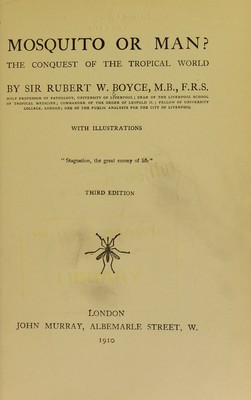 MOSQUITO OR MAN?
THE CONQUEST OF THE TROPICAL WORLD
BY SIR RUBERT W. BOYCE, M.B., F.R.S.
HOLT PROFESSOR OF PATHOLOGY, UNIVERSITY OF LIVERPOOL; DEAN OF THE LIVERPOOL SCHOOL
OF TROPICAL MEDICINE; COMMANDER OF THE ORDER OF LEOPOLD II.; FELLOW OF UNIVERSITY
COLLEGE, LONDON; ONE OF THE PUBLIC ANALYSTS FOR THE CITY OF LIVERPOOL
WITH ILLUSTRATIONS
"Stagnation, the great enemy of life"
THIRD EDITION
LONDON
JOHN MURRAY, ALBEMARLE STREET, W.
1910